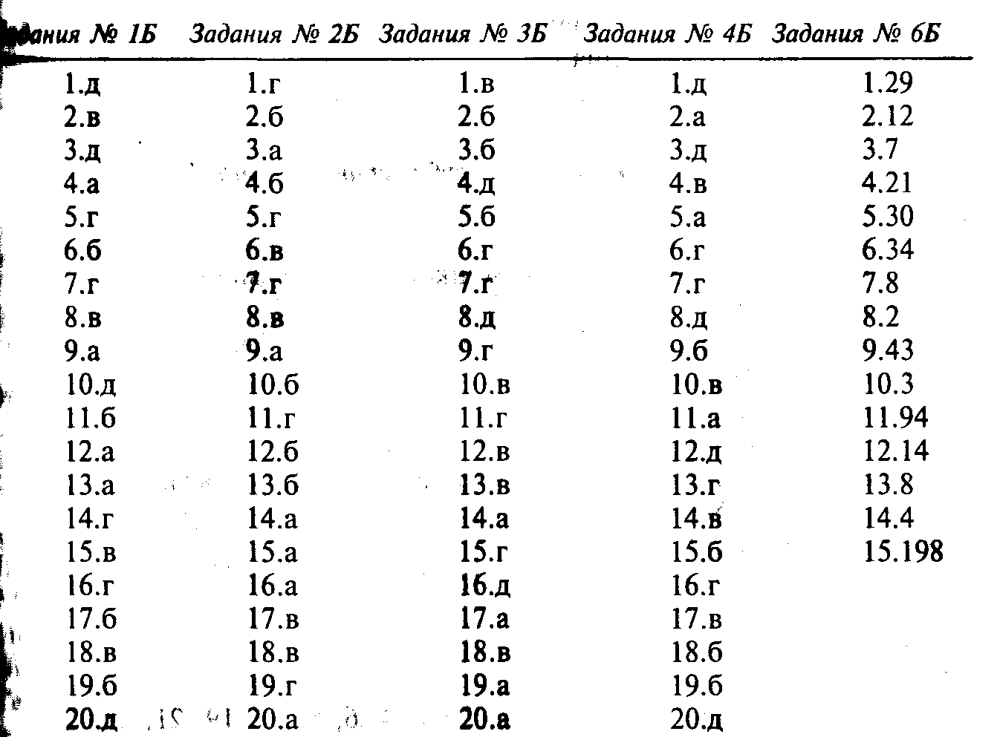 дания № 1Б Задания № 2Б Задания № 3Б Задания № 4Б Задания № 6Б
1.д 1.г 1.в 1.д 1.29
2.в 2.б 2.б 2.а 2.12
3.д 3.а 3.б 3.д 3.7
4.а 4.б 4.д 4.в 4.21
5.г 5.г 5.б 5.а 5.30
6.б 6.в 6.г 6.г 6.34
7.г 7.г 7.г 7.г 7.8
8.в 8.в 8.д 8.д 8.2
9.а 9.а 9.г 9.б 9.43
10.д 10.б 10.в 10.в 10.3
11.б 11.г 11.г 11.а 11.94
12.а 12.б 12.в 12.д 12.14
13.а 13.б 13.в 13.г 13.8
14.г 14.а 14.а 14.в 14.4
15.в 15.а 15.г 15.б 15.198
16.г 16.а 16.д 16.г
17.б 17.в 17.а 17.в
18.в 18.в 18.в 18.б
19.б 19.г 19.а 19.б
20.д 20.а 20.а 20.д